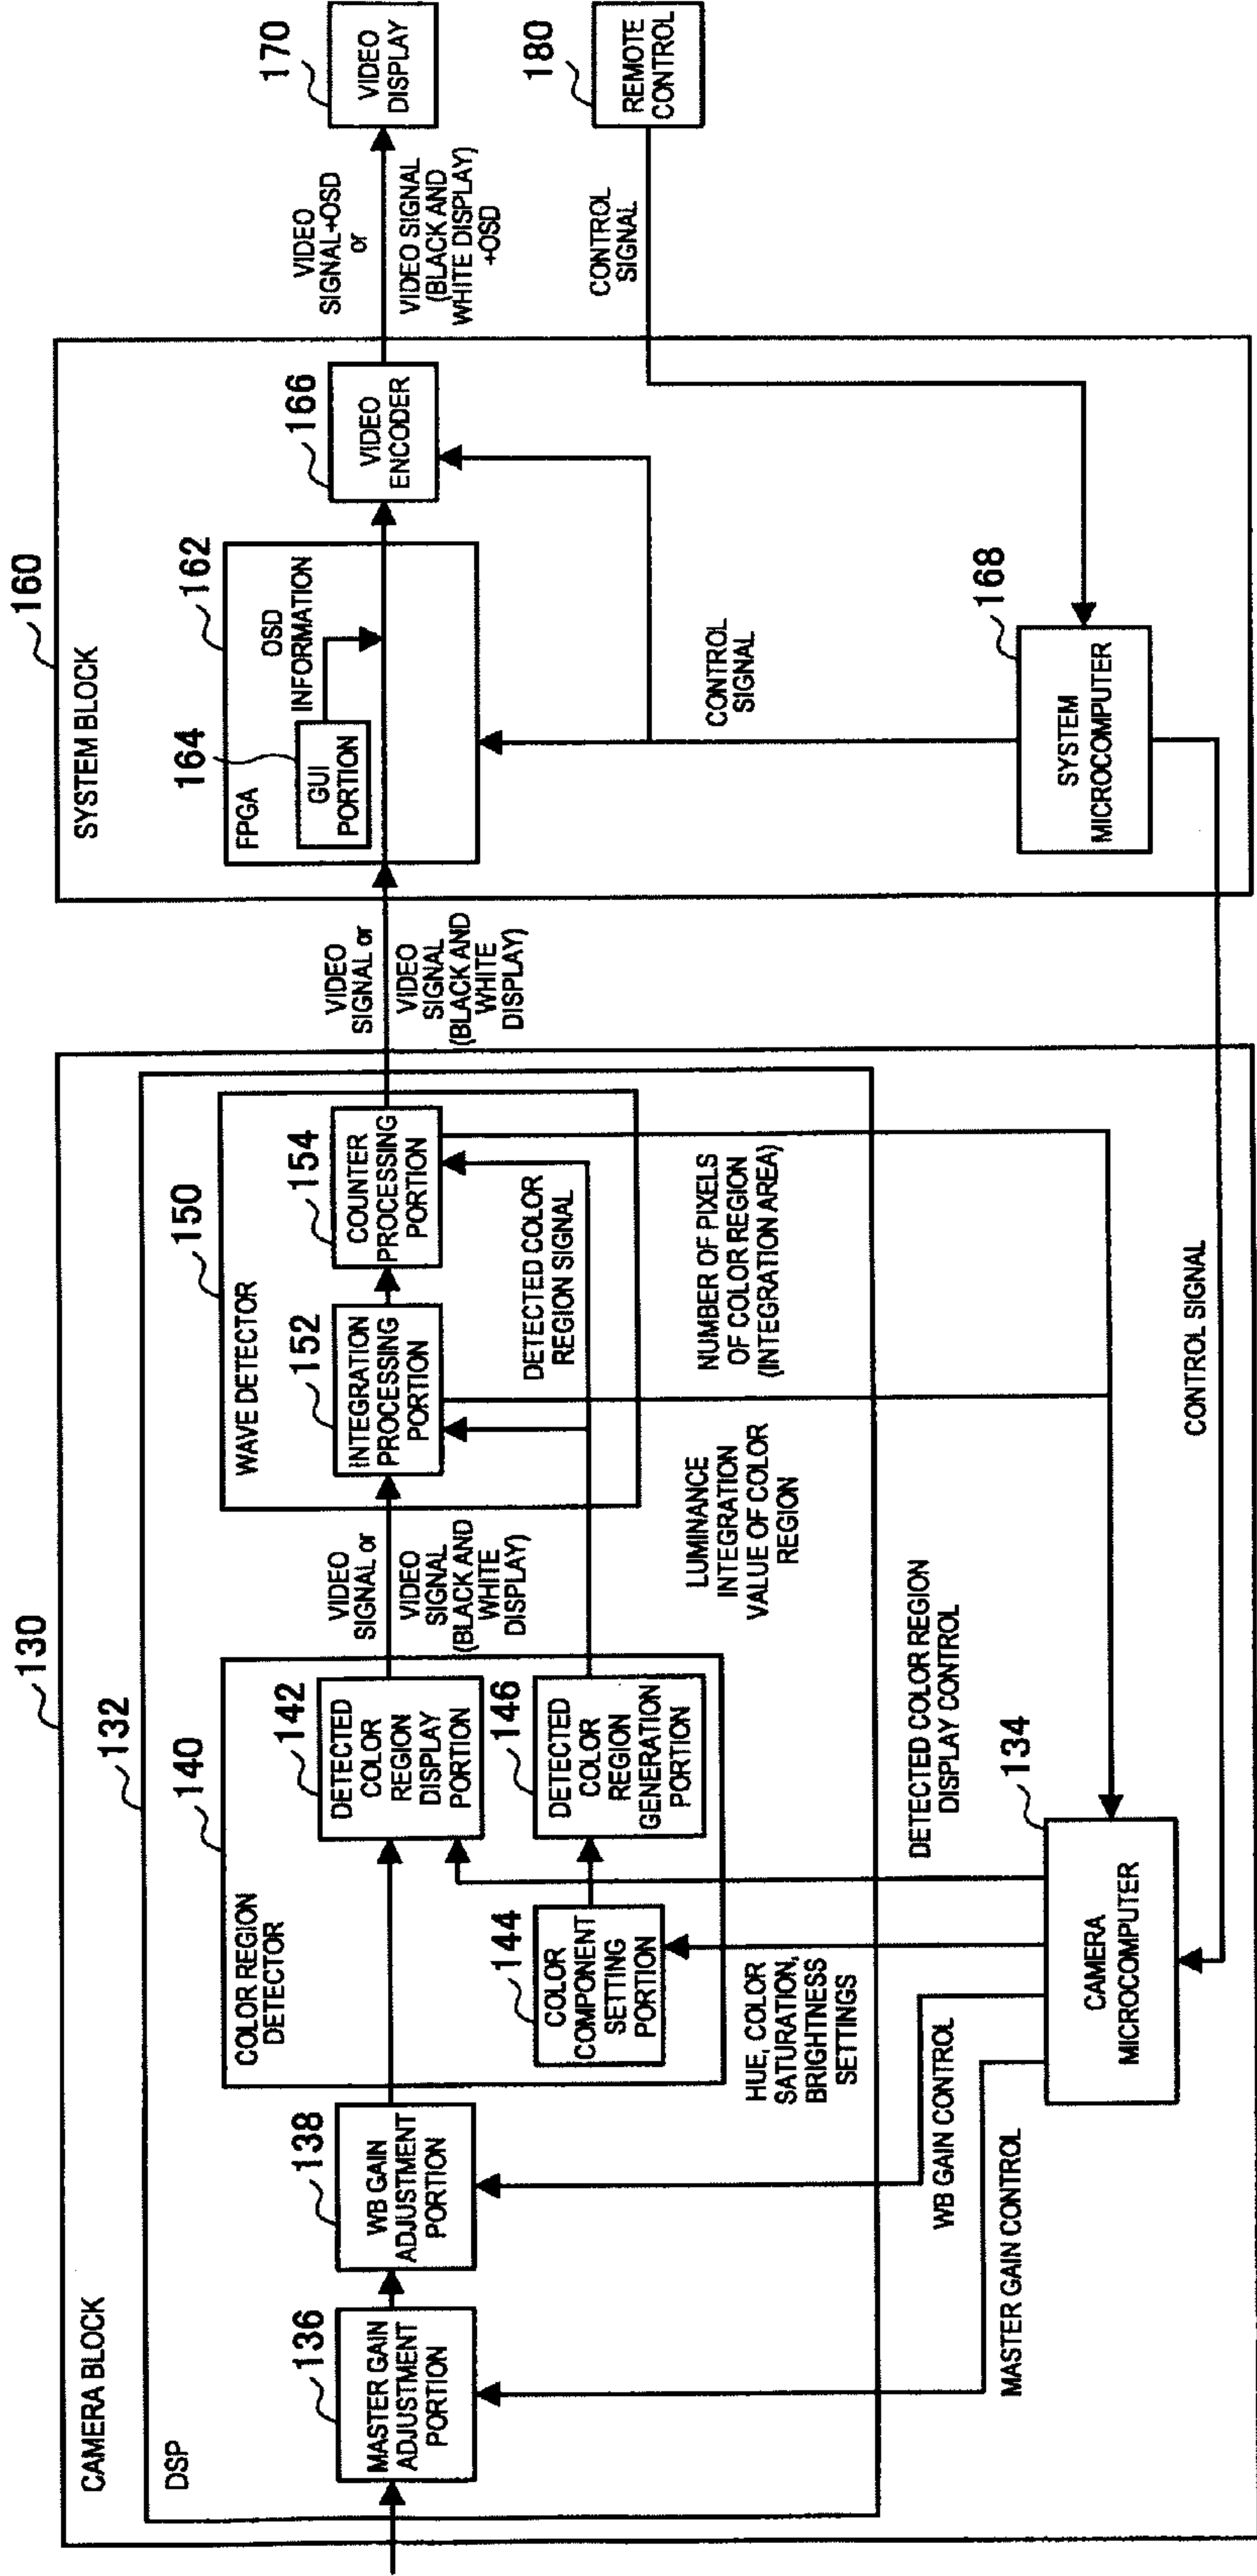 130
CAMERA BLOCK
132
DSP
136
MASTER GAIN
ADJUSTMENT
PORTION
138
WB GAIN
ADJUSTMENT
PORTION
140
COLOR REGION
DETECTOR
142
DETECTED
COLOR
REGION
DISPLAY
PORTION
144
COLOR
COMPONENT
SETTING
PORTION
146
DETECTED
COLOR
REGION
GENERATION
PORTION
VIDEO
SIGNAL or
VIDEO
SIGNAL
(BLACK AND
WHITE
DISPLAY)
150
WAVE DETECTOR
152
INTEGRATION
PROCESSING
PORTION
154
COUNTER
PROCESSING
PORTION
DETECTED COLOR
REGION SIGNAL
HUE, COLOR
SATURATION,
BRIGHTNESS
SETTINGS
LUMINANCE
INTEGRATION
VALUE OF COLOR
REGION
NUMBER OF PIXELS
OF COLOR REGION
(INTEGRATION AREA)
WB GAIN CONTROL
MASTER GAIN CONTROL
DETECTED COLOR REGION
DISPLAY CONTROL
134
CAMERA
MICROCOMPUTER
CONTROL SIGNAL
VIDEO
SIGNAL or
VIDEO
SIGNAL
(BLACK AND
WHITE
DISPLAY)
160
SYSTEM BLOCK
162
FPGA
164
GUI
PORTION
OSD
INFORMATION
166
VIDEO
ENCODER
CONTROL
SIGNAL
168
SYSTEM
MICROCOMPUTER
VIDEO
SIGNAL+OSD
or
VIDEO SIGNAL
(BLACK AND
WHITE DISPLAY)
+OSD
170
VIDEO
DISPLAY
CONTROL
SIGNAL
180
REMOTE
CONTROL